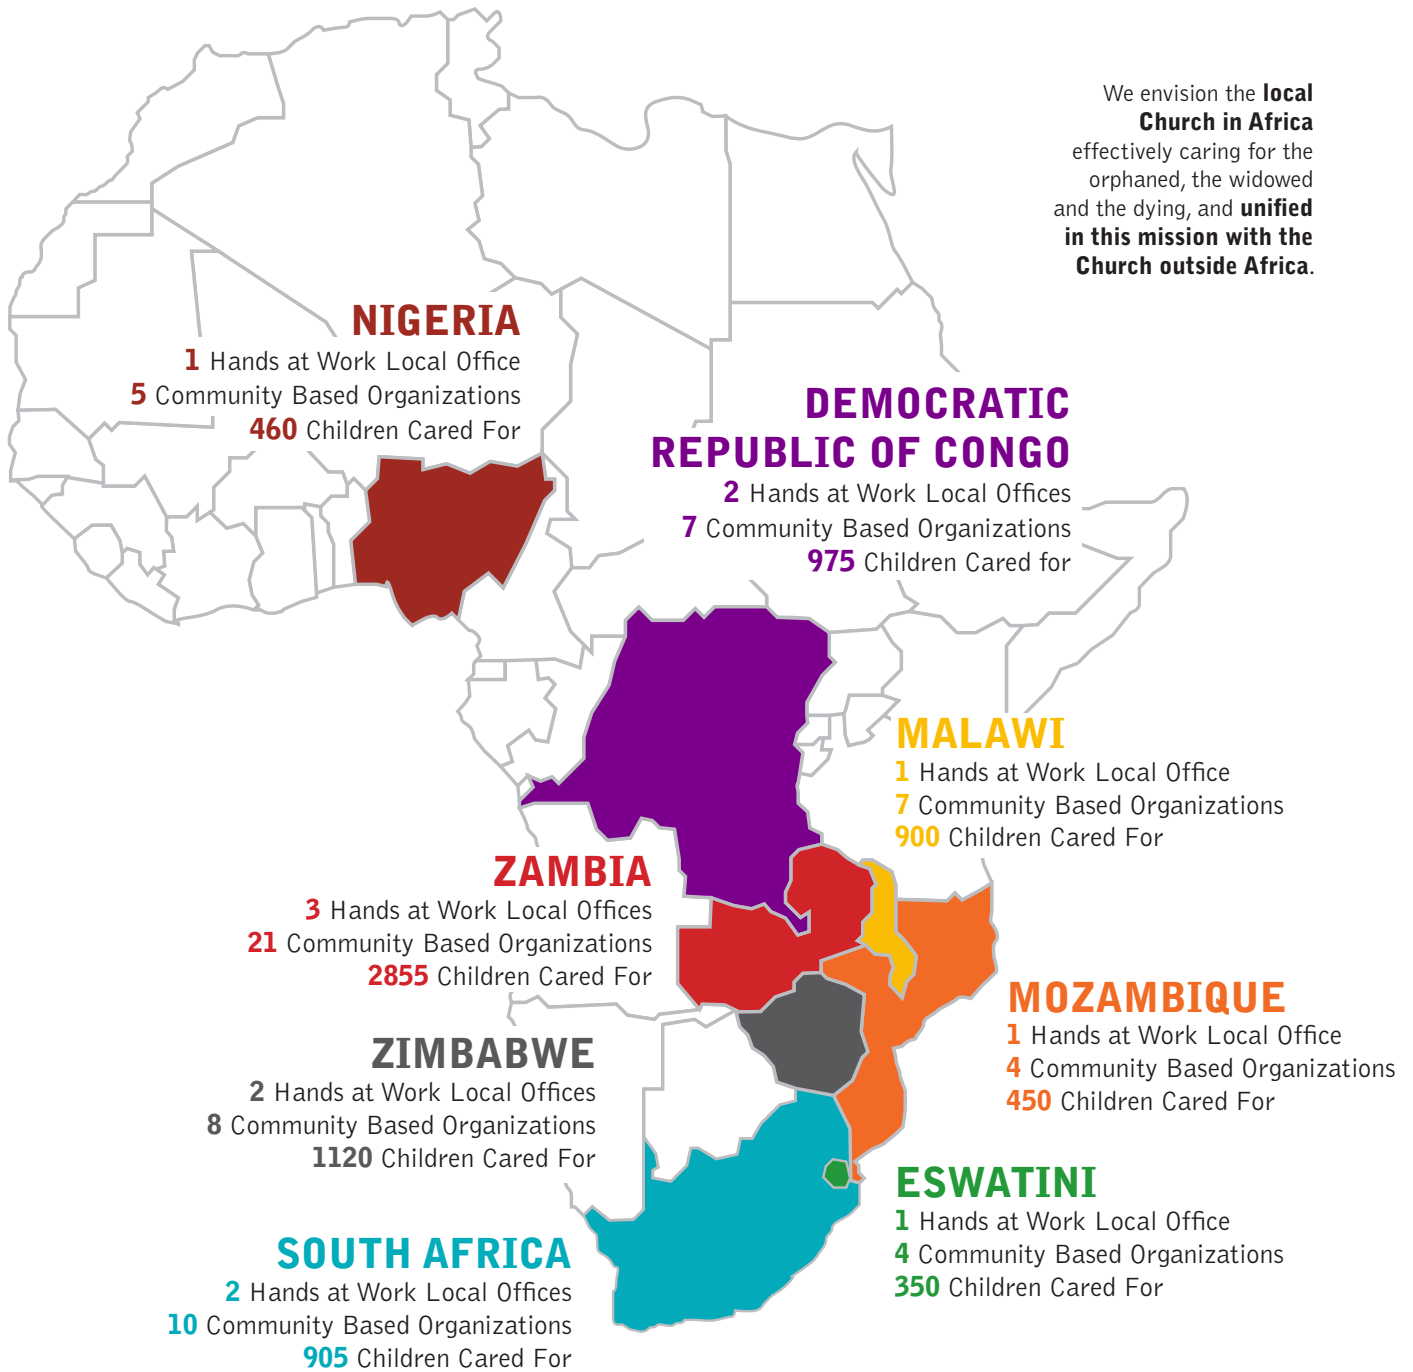 We envision the local
Church in Africa
effectively caring for the
orphaned, the widowed
and the dying, and unified
in this mission with the
Church outside Africa.
NIGERIA
1 Hands at Work Local Office
5 Community Based Organizations
460 Children Cared For
DEMOCRATIC
REPUBLIC OF CONGO
2 Hands at Work Local Offices
7 Community Based Organizations
975 Children Cared for
MALAWI
1 Hands at Work Local Office
7 Community Based Organizations
900 Children Cared For
ZAMBIA
3 Hands at Work Local Offices
21 Community Based Organizations
2855 Children Cared For
MOZAMBIQUE
1 Hands at Work Local Office
4 Community Based Organizations
450 Children Cared For
ZIMBABWE
2 Hands at Work Local Offices
8 Community Based Organizations
1120 Children Cared For
ESWATINI
1 Hands at Work Local Office
4 Community Based Organizations
350 Children Cared For
SOUTH AFRICA
2 Hands at Work Local Offices
10 Community Based Organizations
905 Children Cared For